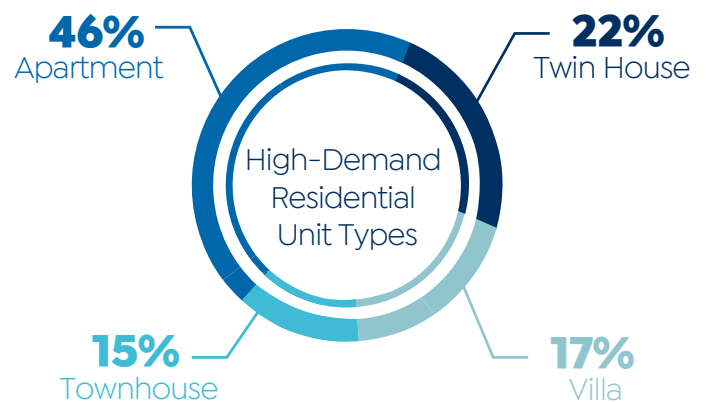 46%
Apartment
22%
Twin House
High-Demand
Residential
Unit Types
15%
Townhouse
17%
Villa